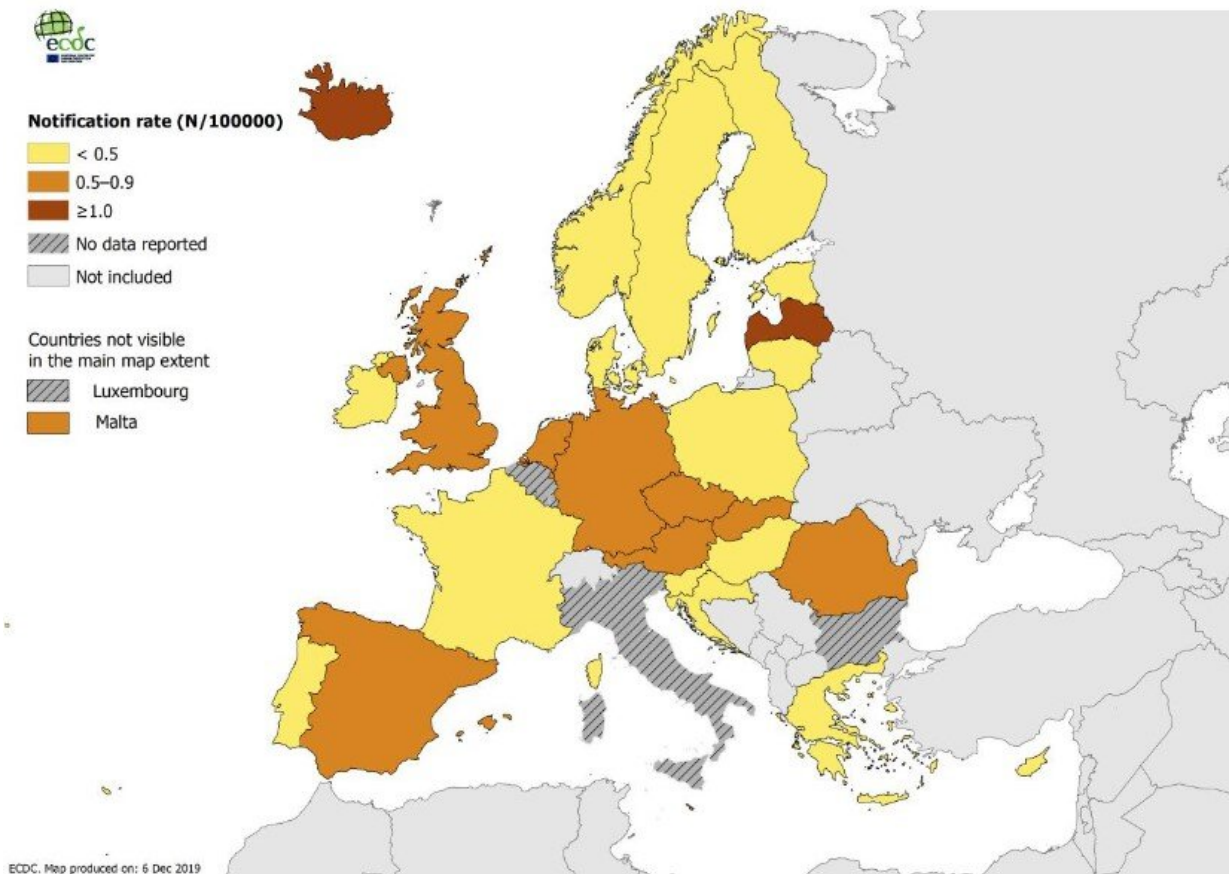 ecdc
Notification rate (N/100000)
< 0.5
0.5–0.9
≥1.0
No data reported
Not included
Countries not visible
in the main map extent
Luxembourg
Malta
ECDC. Map produced on: 6 Dec 2019